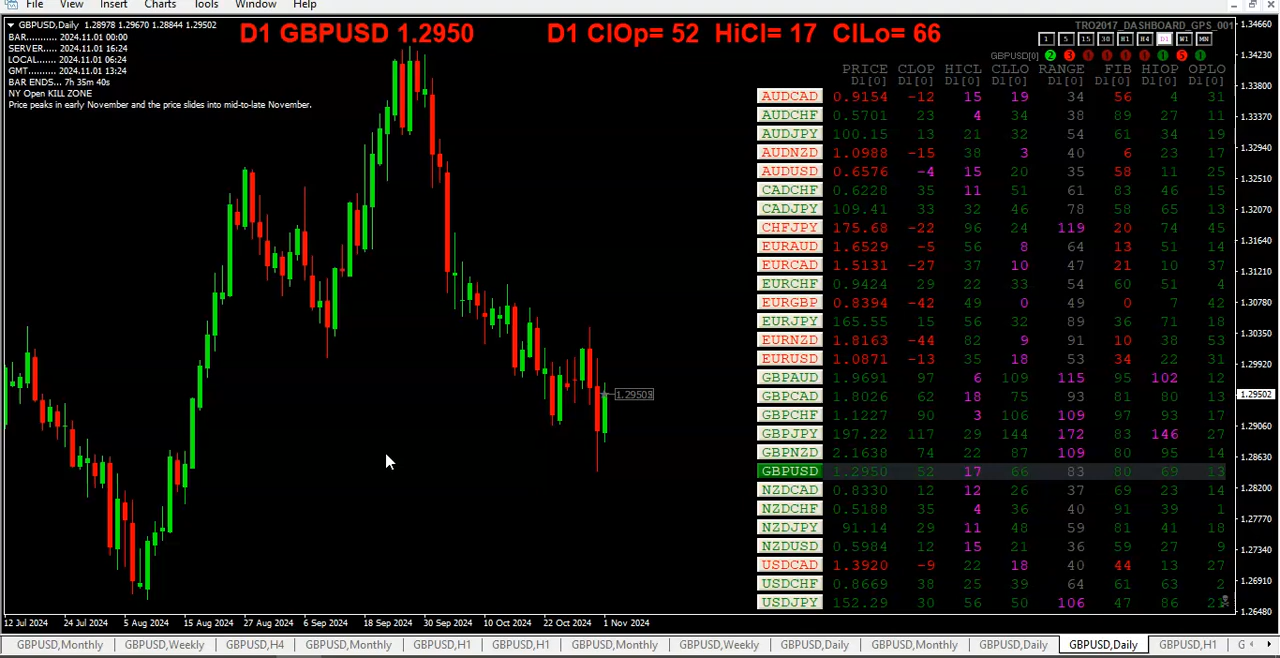 File View Insert Charts Tools Window Help
GBPUSD,Daily 1.28978 1.28670 1.28844 1.29502
BAR........... 2024.11.01 00:00
SERVER..... 2024.11.01 16:24
LOCAL....... 2024.11.01 06:24
GMT.......... 2024.11.01 13:24
BAR ENDS... 7h 35m 40s
NY Open KILL ZONE
Price peaks in early November and the price slides into mid-to-late November.
D1 GBPUSD 1.2950 D1 ClOp= 52 HiCl= 17 ClLo= 66
TRO2017_DASHBOARD_GPS_001
1 5 15 30 H1 H4 D1 W1 MN
GBPUSD[0] 2 3
PRICE CLOP HICL CLLO RANGE FIB HIOP OPLO
D1[0] D1[0] D1[0] D1[0] D1[0] D1[0] D1[0] D1[0]
AUDCAD 0.9154 -12 15 19 34 56 4 31
AUDCHF 0.5701 23 4 34 38 89 27 11
AUDJPY 100.15 13 21 32 54 61 34 19
AUDNZD 1.0988 -15 38 3 40 6 23 17
AUDUSD 0.6576 -4 15 20 35 58 11 25
CADCHF 0.6228 35 11 51 61 83 46 15
CADJPY 109.41 33 32 46 78 58 65 13
CHFJPY 175.68 -22 96 24 119 20 74 45
EURAUD 1.6529 -5 56 8 64 13 51 14
EURCAD 1.5131 -27 37 10 47 21 10 37
EURCHF 0.9424 29 22 33 54 60 51 4
EURGBP 0.8394 -42 49 0 49 0 7 42
EURJPY 165.55 15 56 32 89 36 71 18
EURNZD 1.8163 -44 82 9 91 10 38 53
EURUSD 1.0871 -13 35 18 53 34 22 31
GBPAUD 1.9691 97 6 109 115 95 102 12
GBPCAD 1.8026 62 18 75 93 81 80 13
GBPCHF 1.1227 90 3 106 109 97 93 17
GBPJPY 197.22 117 29 144 172 83 146 27
GBPNZD 2.1638 74 22 87 109 80 95 14
GBPUSD 1.2950 52 17 66 83 80 69 13
NZDCAD 0.8330 12 12 26 37 69 23 14
NZDCHF 0.5188 35 4 36 40 91 39 1
NZDJPY 91.14 29 11 48 59 81 41 18
NZDUSD 0.5984 12 15 21 36 59 27 9
USDCAD 1.3920 -9 22 18 40 44 13 27
USDCHF 0.8669 38 25 39 64 61 63 2
USDJPY 152.29 30 56 50 106 47 86 21
1.29503
1.34660
1.34230
1.33800
1.33370
1.32940
1.32510
1.32070
1.31640
1.31210
1.30780
1.30350
1.29920
1.29502
1.29060
1.28630
1.28200
1.27770
1.27340
1.26910
1.26480
12 Jul 2024 24 Jul 2024 5 Aug 2024 15 Aug 2024 27 Aug 2024 6 Sep 2024 18 Sep 2024 30 Sep 2024 10 Oct 2024 22 Oct 2024 1 Nov 2024
GBPUSD,Monthly GBPUSD,Weekly GBPUSD,H4 GBPUSD,Monthly GBPUSD,H1 GBPUSD,H1 GBPUSD,Monthly GBPUSD,Weekly GBPUSD,Daily GBPUSD,Monthly GBPUSD,Daily GBPUSD,Daily GBPUSD,H1 G